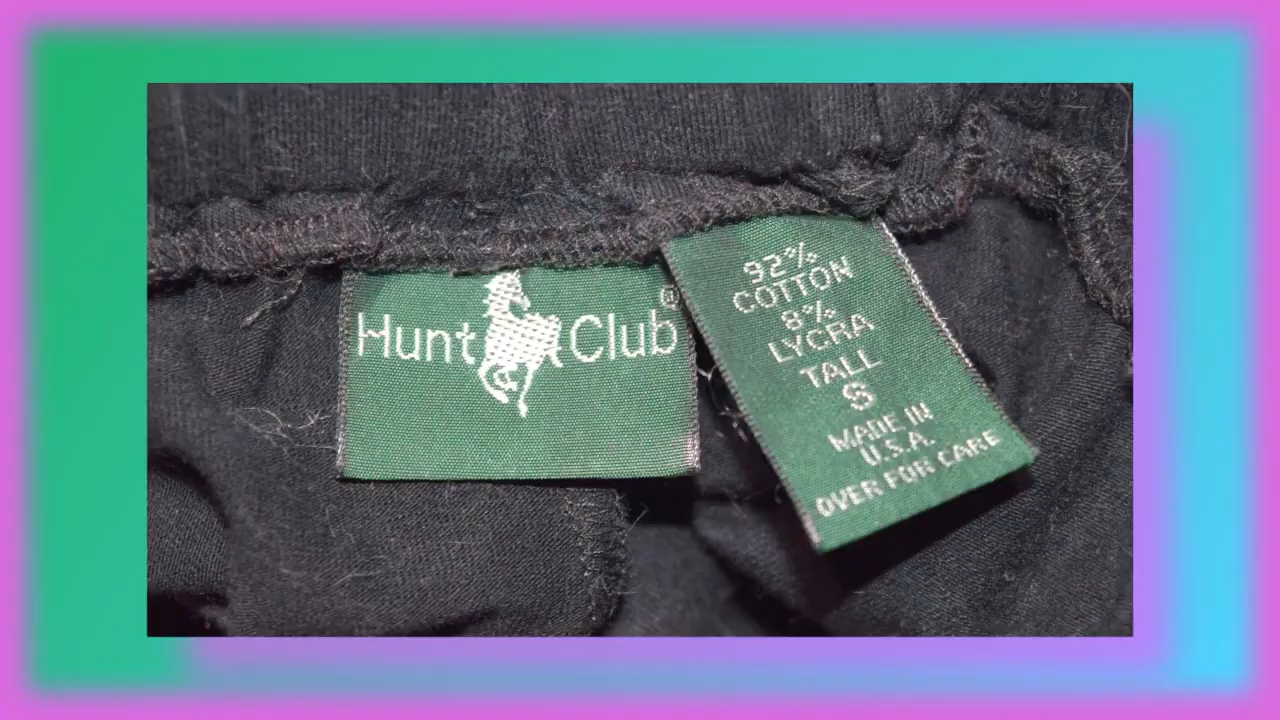 Hunt Club®
92%
COTTON
8%
LYCRA
TALL
S
MADE IN
U.S.A.
OVER FOR CARE